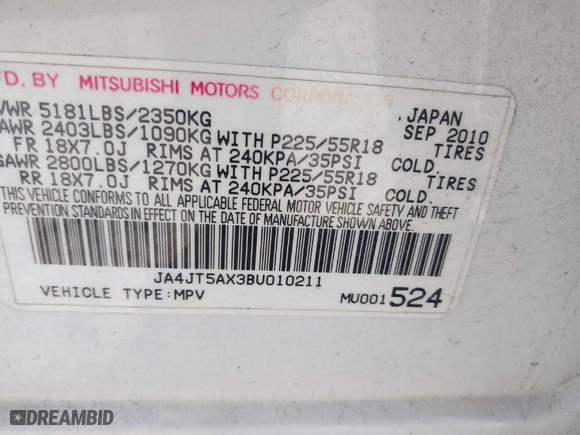 FD. BY MITSUBISHI MOTORS CORPORATION , JAPAN
VWR 5181LBS/2350KG SEP 2010
AWR 2403LBS/1090KG WITH P225/55R18 TIRES
FR 18X7.0J RIMS AT 240KPA/35PSI COLD.
GAWR 2800LBS/1270KG WITH P225/55R18 TIRES
RR 18X7.0J RIMS AT 240KPA/35PSI COLD.
THIS VEHICLE CONFORMS TO ALL APPLICABLE FEDERAL MOTOR VEHICLE SAFETY AND THEFT
PREVENTION STANDARDS IN EFFECT ON THE DATE OF MANUFACTURE SHOWN ABOVE.
JA4JT5AX3BU010211
VEHICLE TYPE:MPV MU001524
DREAMBID